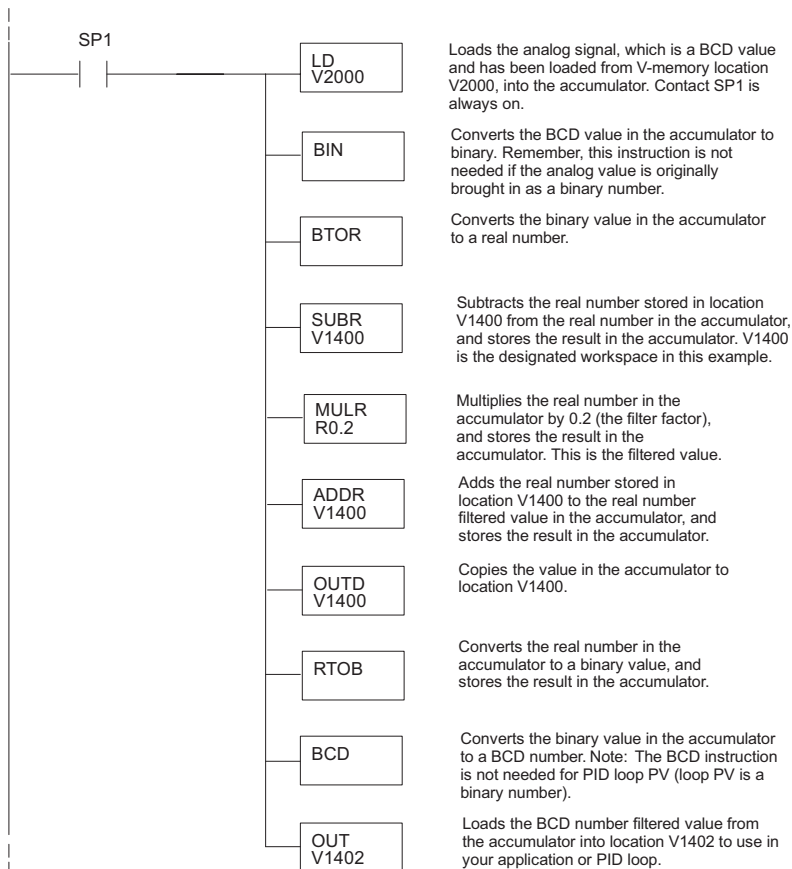 SP1
LD
V2000
Loads the analog signal, which is a BCD value
and has been loaded from V-memory location
V2000, into the accumulator. Contact SP1 is
always on.
BIN
Converts the BCD value in the accumulator to
binary. Remember, this instruction is not
needed if the analog value is originally
brought in as a binary number.
BTOR
Converts the binary value in the accumulator
to a real number.
SUBR
V1400
Subtracts the real number stored in location
V1400 from the real number in the accumulator,
and stores the result in the accumulator. V1400
is the designated workspace in this example.
MULR
R0.2
Multiplies the real number in the
accumulator by 0.2 (the filter factor),
and stores the result in the
accumulator. This is the filtered value.
ADDR
V1400
Adds the real number stored in
location V1400 to the real number
filtered value in the accumulator, and
stores the result in the accumulator.
OUTD
V1400
Copies the value in the accumulator to
location V1400.
RTOB
Converts the real number in the
accumulator to a binary value, and
stores the result in the accumulator.
BCD
Converts the binary value in the accumulator
to a BCD number. Note: The BCD instruction
is not needed for PID loop PV (loop PV is a
binary number).
OUT
V1402
Loads the BCD number filtered value from
the accumulator into location V1402 to use in
your application or PID loop.